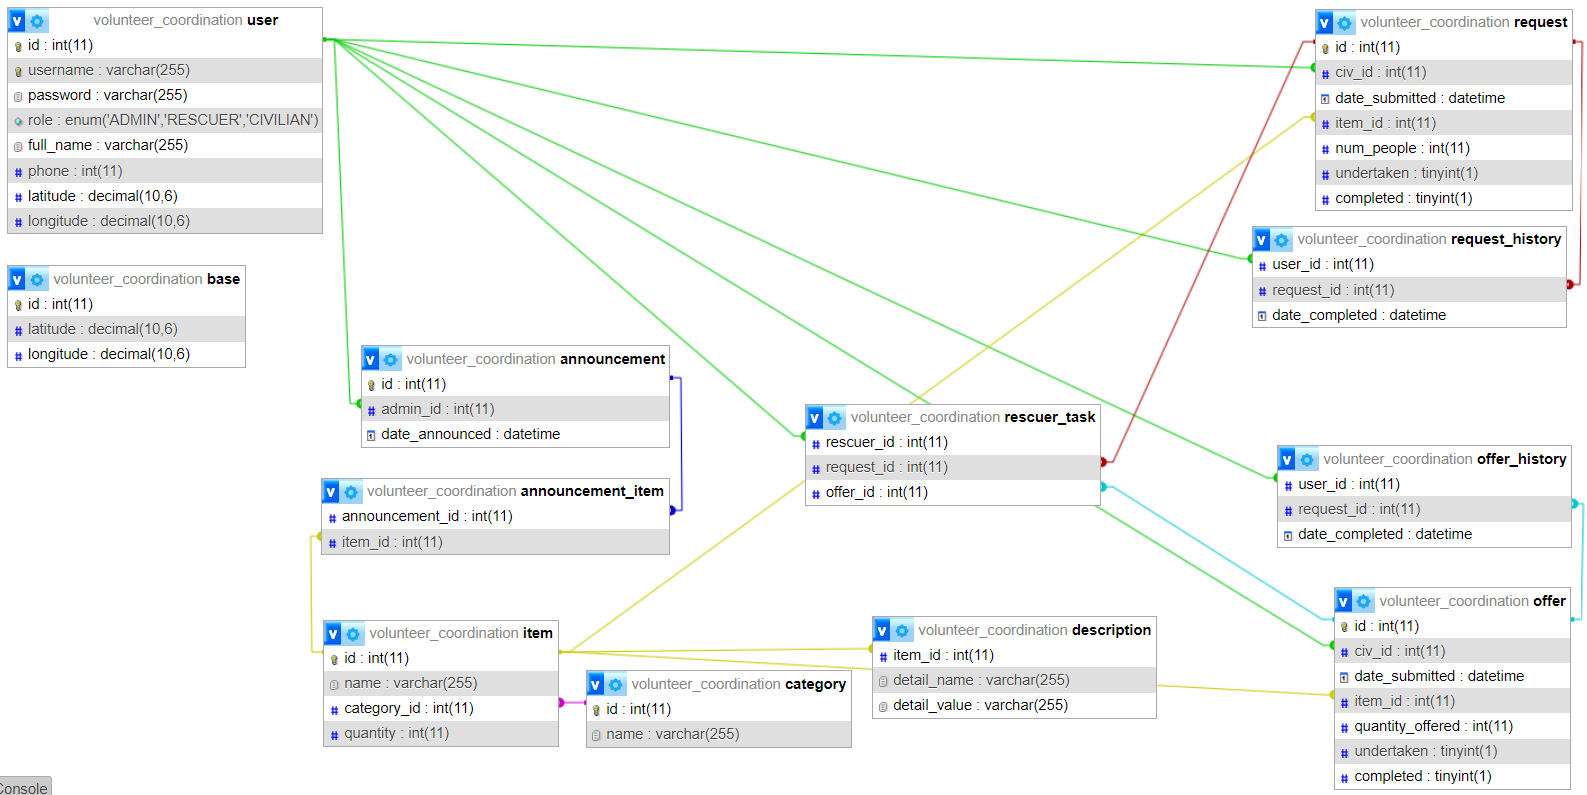 volunteer_coordination user
id : int(11)
username : varchar(255)
password : varchar(255)
role : enum('ADMIN','RESCUER','CIVILIAN')
full_name : varchar(255)
phone : int(11)
latitude : decimal(10,6)
longitude : decimal(10,6)
volunteer_coordination base
id : int(11)
latitude : decimal(10,6)
longitude : decimal(10,6)
volunteer_coordination announcement
id : int(11)
admin_id : int(11)
date_announced : datetime
volunteer_coordination announcement_item
announcement_id : int(11)
item_id : int(11)
volunteer_coordination item
id : int(11)
name : varchar(255)
category_id : int(11)
quantity : int(11)
volunteer_coordination category
id : int(11)
name : varchar(255)
volunteer_coordination rescuer_task
rescuer_id : int(11)
request_id : int(11)
offer_id : int(11)
volunteer_coordination description
item_id : int(11)
detail_name : varchar(255)
detail_value : varchar(255)
volunteer_coordination request
id : int(11)
civ_id : int(11)
date_submitted : datetime
item_id : int(11)
num_people : int(11)
undertaken : tinyint(1)
completed : tinyint(1)
volunteer_coordination request_history
user_id : int(11)
request_id : int(11)
date_completed : datetime
volunteer_coordination offer_history
user_id : int(11)
request_id : int(11)
date_completed : datetime
volunteer_coordination offer
id : int(11)
civ_id : int(11)
date_submitted : datetime
item_id : int(11)
quantity_offered : int(11)
undertaken : tinyint(1)
completed : tinyint(1)
Console